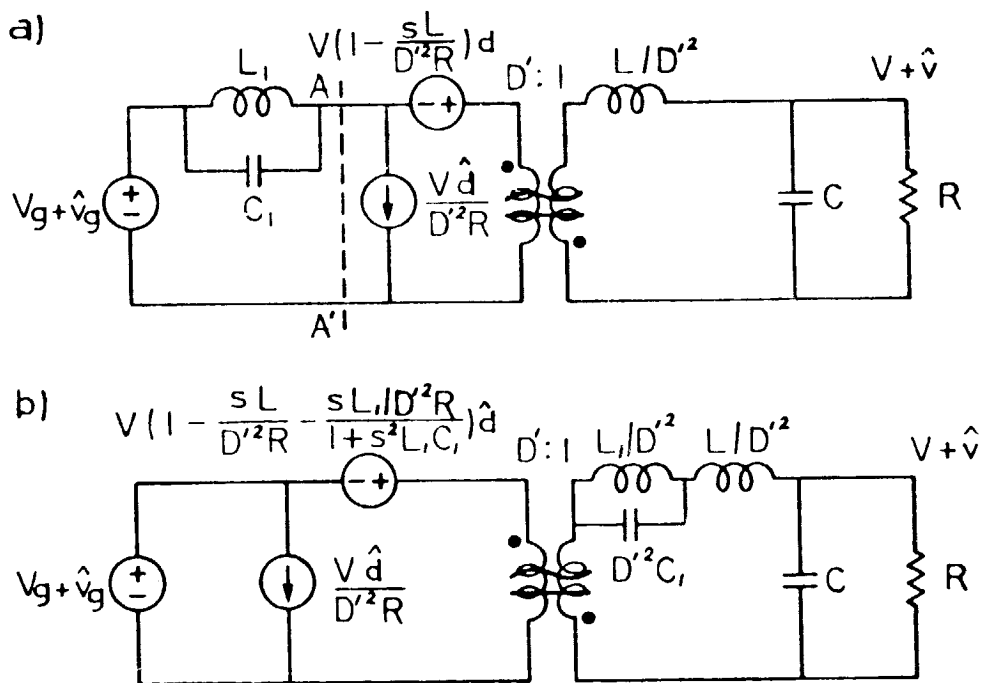 a)
V(1 - sL/D'²R)d
L₁
A
D':1
L/D'²
V+v̂
C₁
Vg+v̂g
Vd̂/D'²R
C
R
A'
b)
V(1 - sL/D'²R - sL₁/D'²R/1+s²L₁C₁)d̂
D':1
L₁/D'²
L/D'²
V+v̂
D'²C₁
Vg+v̂g
Vd̂/D'²R
C
R